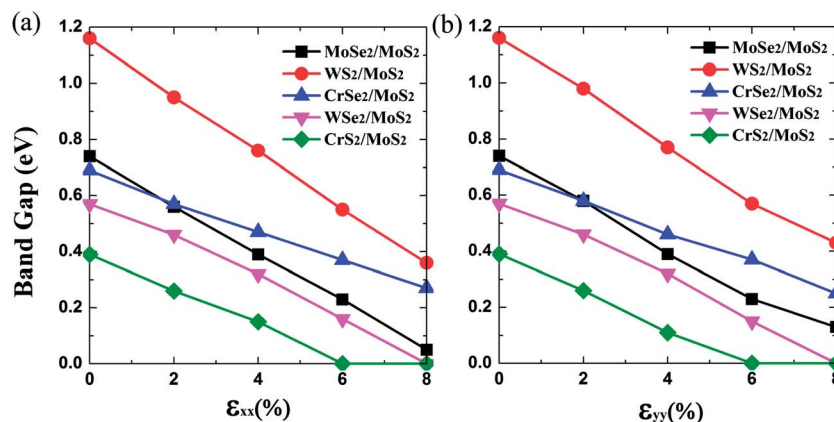 (a)
Band Gap (eV)
1.2
1.0
0.8
0.6
0.4
0.2
0.0
MoSe2/MoS2
WS2/MoS2
CrSe2/MoS2
WSe2/MoS2
CrS2/MoS2
0 2 4 6 8
εxx(%)
(b)
1.2
1.0
0.8
0.6
0.4
0.2
0.0
MoSe2/MoS2
WS2/MoS2
CrSe2/MoS2
WSe2/MoS2
CrS2/MoS2
0 2 4 6 8
εyy(%)